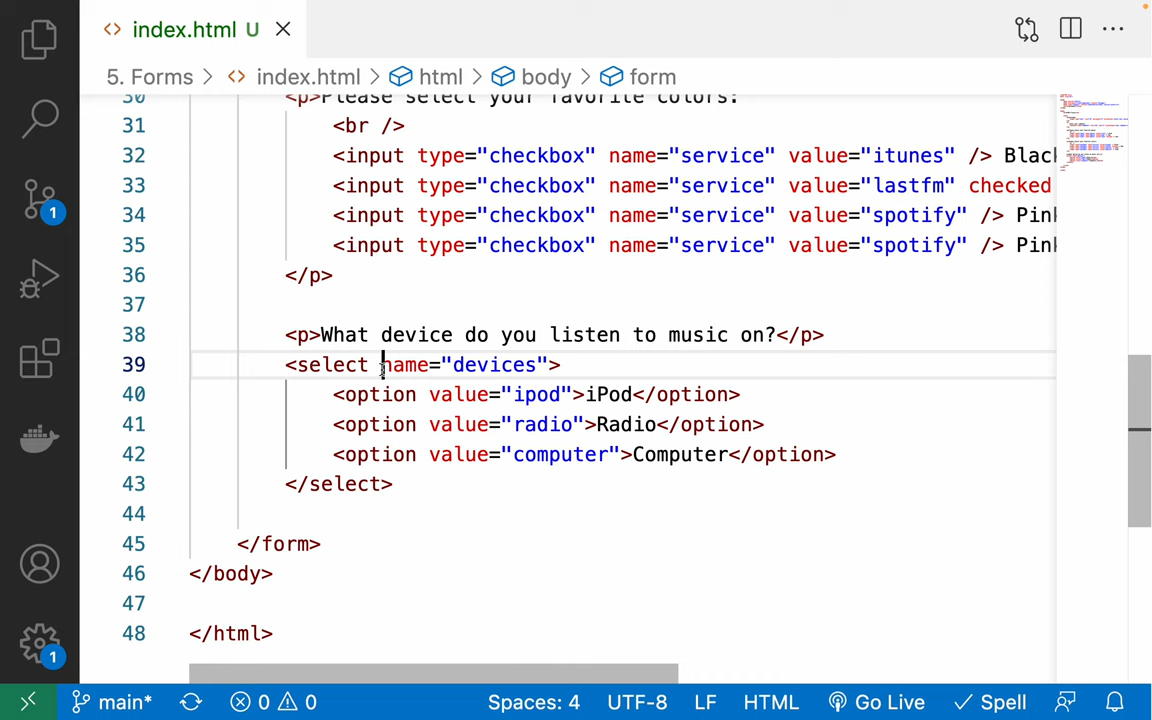 index.html U
5. Forms > index.html > html > body > form
30 <p>Please select your favorite colors:
31 <br />
32 <input type="checkbox" name="service" value="itunes" /> Black
33 <input type="checkbox" name="service" value="lastfm" checked
34 <input type="checkbox" name="service" value="spotify" /> Pink
35 <input type="checkbox" name="service" value="spotify" /> Pink
36 </p>
37
38 <p>What device do you listen to music on?</p>
39 <select name="devices">
40 <option value="ipod">iPod</option>
41 <option value="radio">Radio</option>
42 <option value="computer">Computer</option>
43 </select>
44
45 </form>
46 </body>
47
48 </html>
1
1
main* 0 0 Spaces: 4 UTF-8 LF HTML Go Live Spell